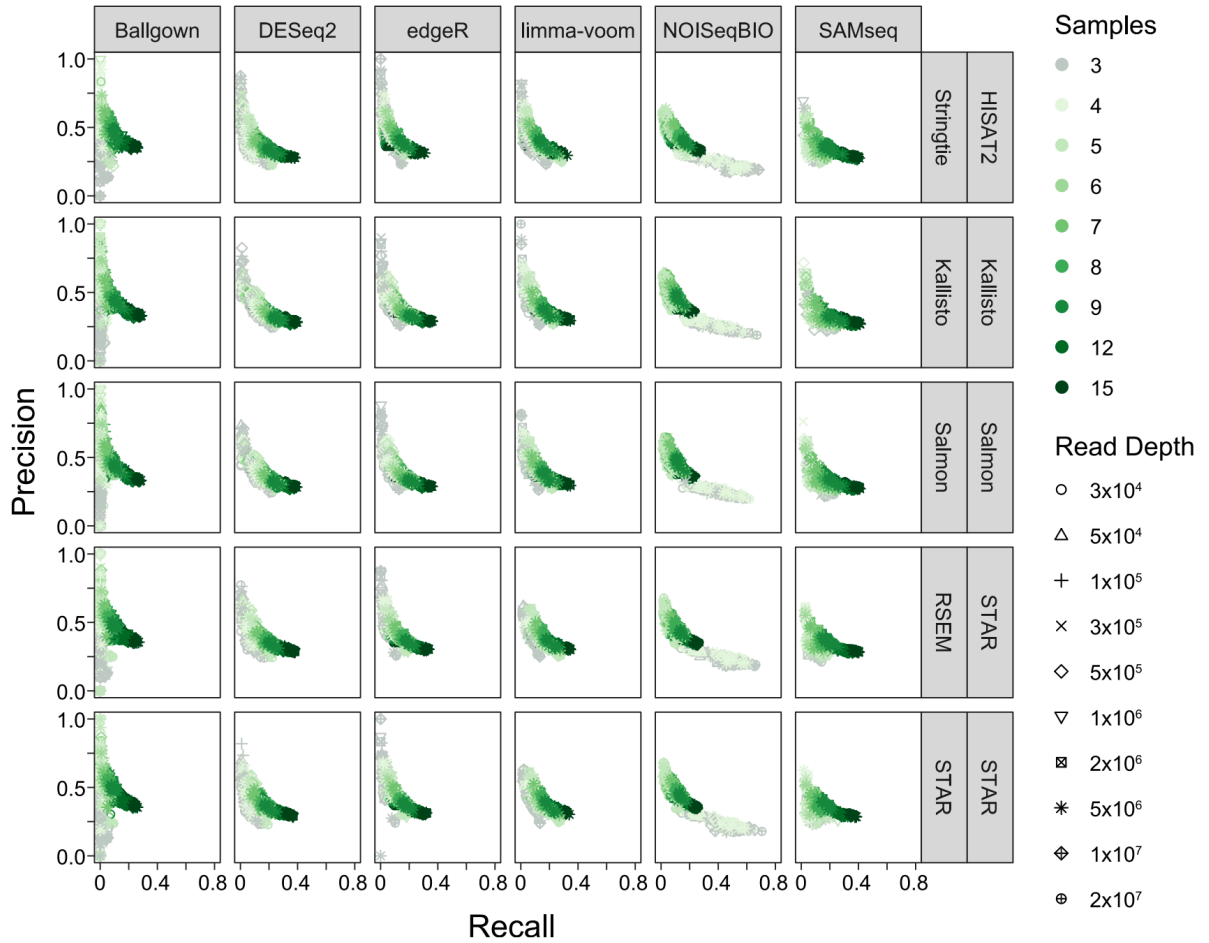 Ballgown DESeq2 edgeR limma-voom NOISeqBIO SAMseq
1.0
0.5
0.0
Stringtie HISAT2
1.0
0.5
0.0
Kallisto Kallisto
1.0
0.5
0.0
Salmon Salmon
1.0
0.5
0.0
RSEM STAR
1.0
0.5
0.0
STAR STAR
0 0.4 0.8 0 0.4 0.8 0 0.4 0.8 0 0.4 0.8 0 0.4 0.8 0 0.4 0.8
Precision
Recall
Samples
3
4
5
6
7
8
9
12
15
Read Depth
3x10⁴
5x10⁴
1x10⁵
3x10⁵
5x10⁵
1x10⁶
2x10⁶
5x10⁶
1x10⁷
2x10⁷